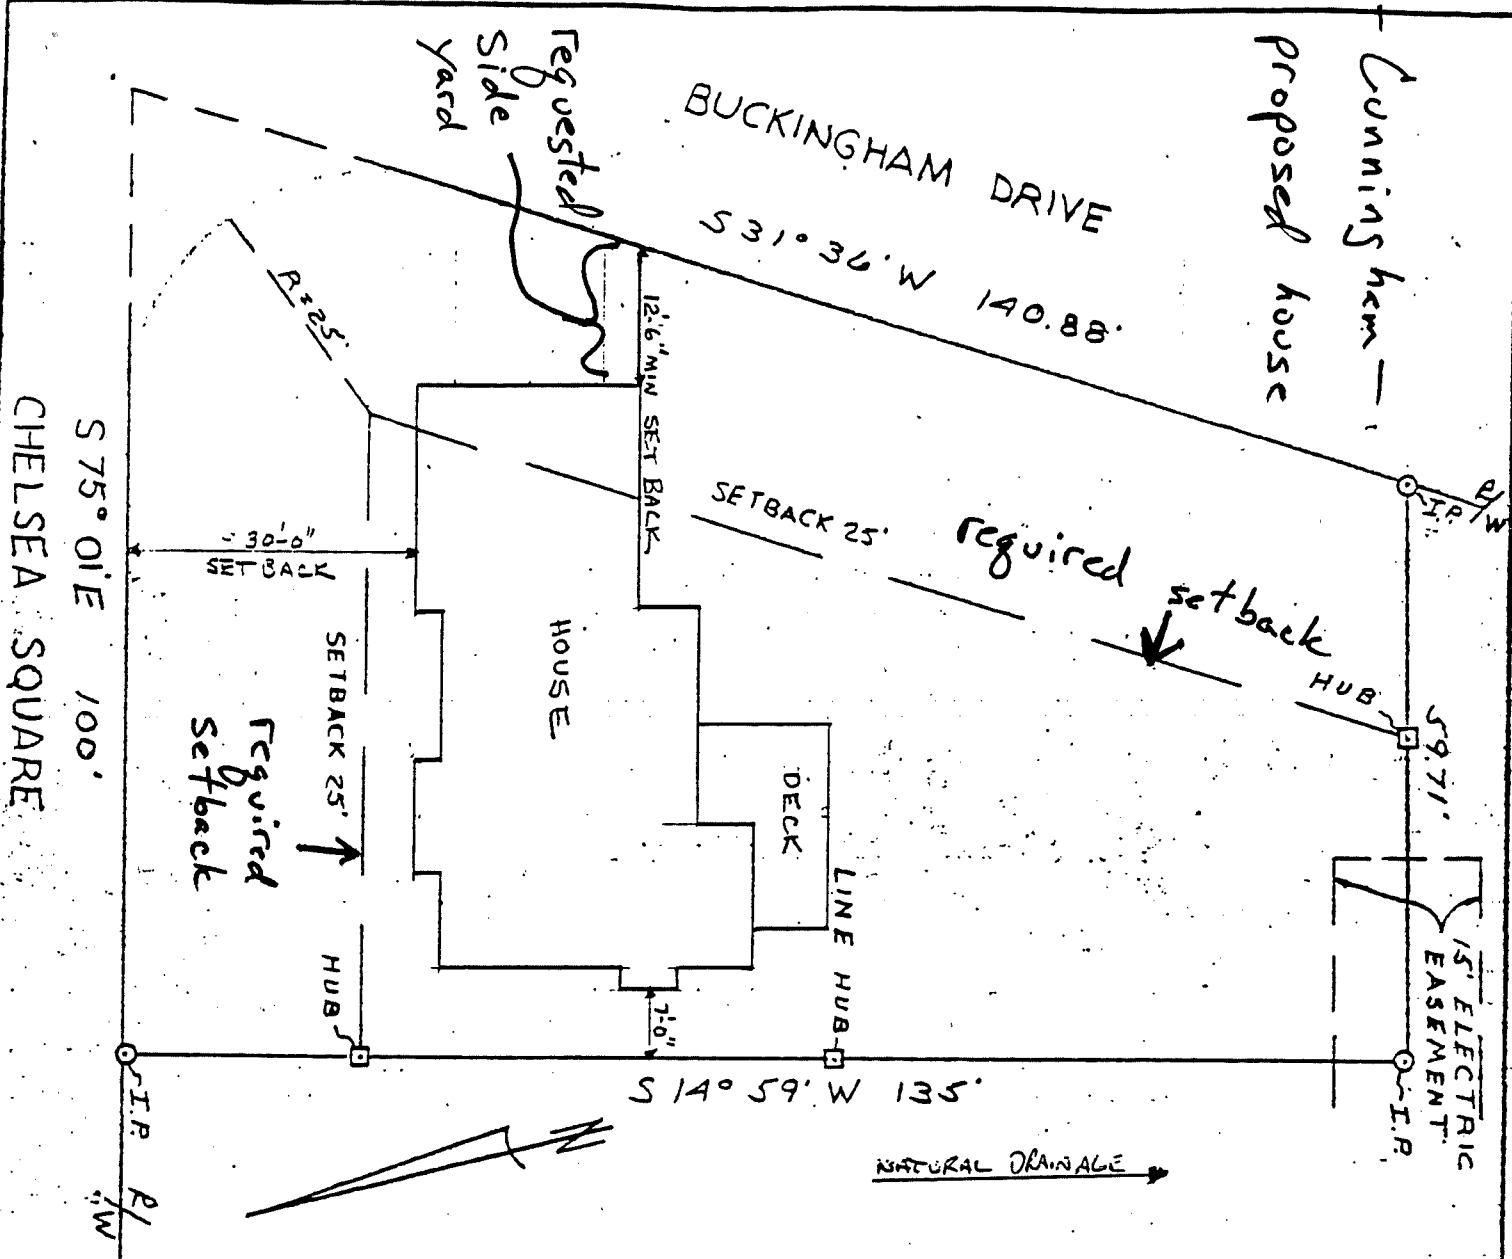 Cunningham —
proposed house
BUCKINGHAM DRIVE
S 31° 36' W 140.88'
requested
Side
yard
R=25'
12'-6" MIN SET BACK
SETBACK 25'
required setback
HUB
I.P.
R/W
59.71'
15' ELECTRIC
EASEMENT
I.P.
30'-0"
SETBACK
HOUSE
DECK
SETBACK 25'
required
Setback
HUB
LINE HUB
7'-0"
S 75° 01' E 100'
CHELSEA SQUARE
S 14° 59' W 135'
I.P.
R/W
N
NATURAL DRAINAGE